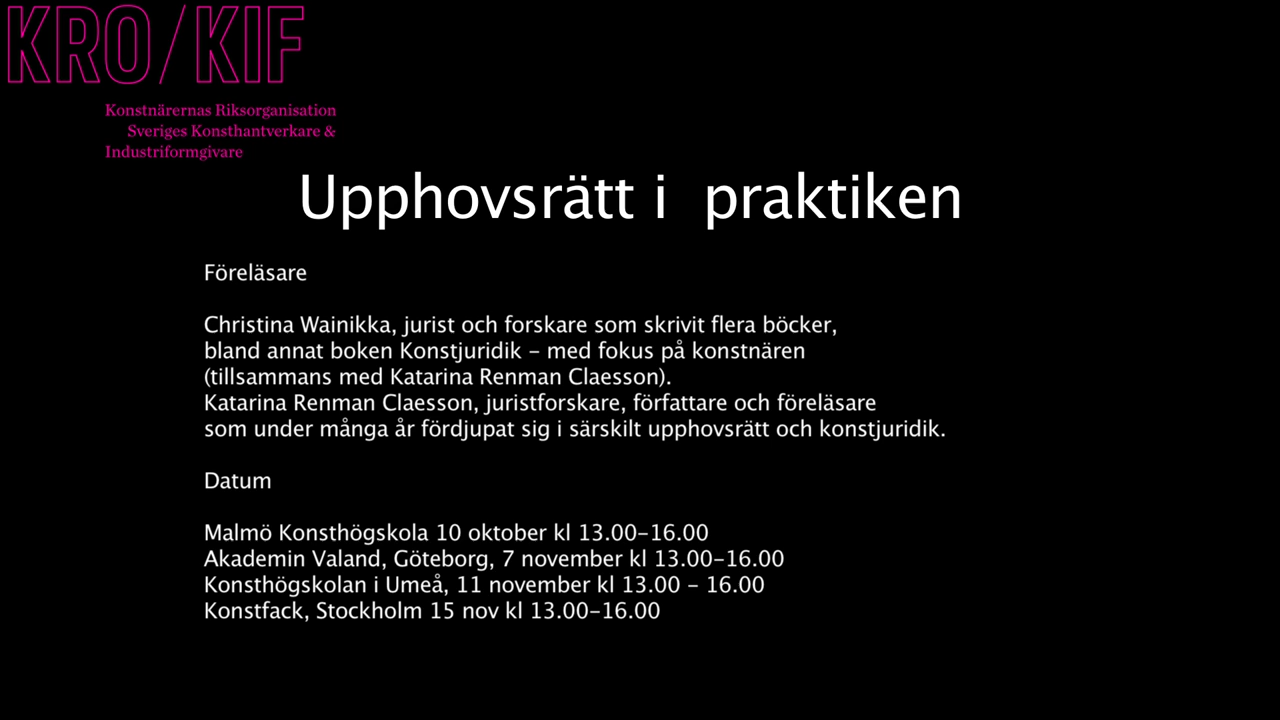 KRO/KIF
Konstnärernas Riksorganisation
Sveriges Konsthantverkare &
Industriformgivare
Upphovsrätt i praktiken
Föreläsare
Christina Wainikka, jurist och forskare som skrivit flera böcker,
bland annat boken Konstjuridik – med fokus på konstnären
(tillsammans med Katarina Renman Claesson).
Katarina Renman Claesson, juristforskare, författare och föreläsare
som under många år fördjupat sig i särskilt upphovsrätt och konstjuridik.
Datum
Malmö Konsthögskola 10 oktober kl 13.00–16.00
Akademin Valand, Göteborg, 7 november kl 13.00–16.00
Konsthögskolan i Umeå, 11 november kl 13.00 – 16.00
Konstfack, Stockholm 15 nov kl 13.00–16.00